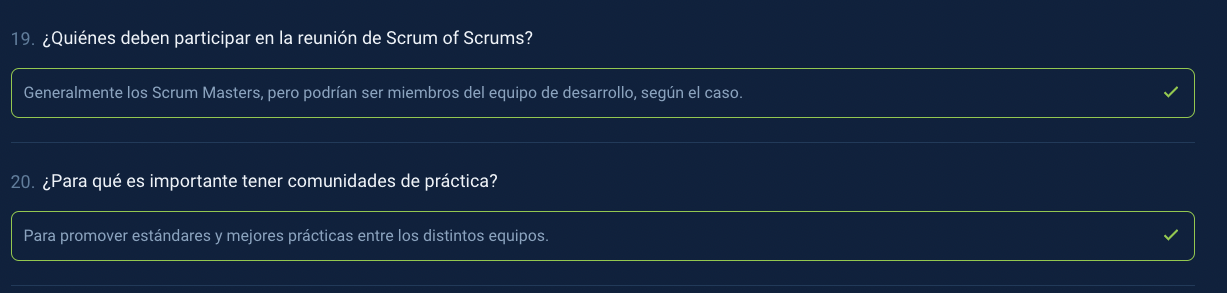 19. ¿Quiénes deben participar en la reunión de Scrum of Scrums?
Generalmente los Scrum Masters, pero podrían ser miembros del equipo de desarrollo, según el caso.
20. ¿Para qué es importante tener comunidades de práctica?
Para promover estándares y mejores prácticas entre los distintos equipos.